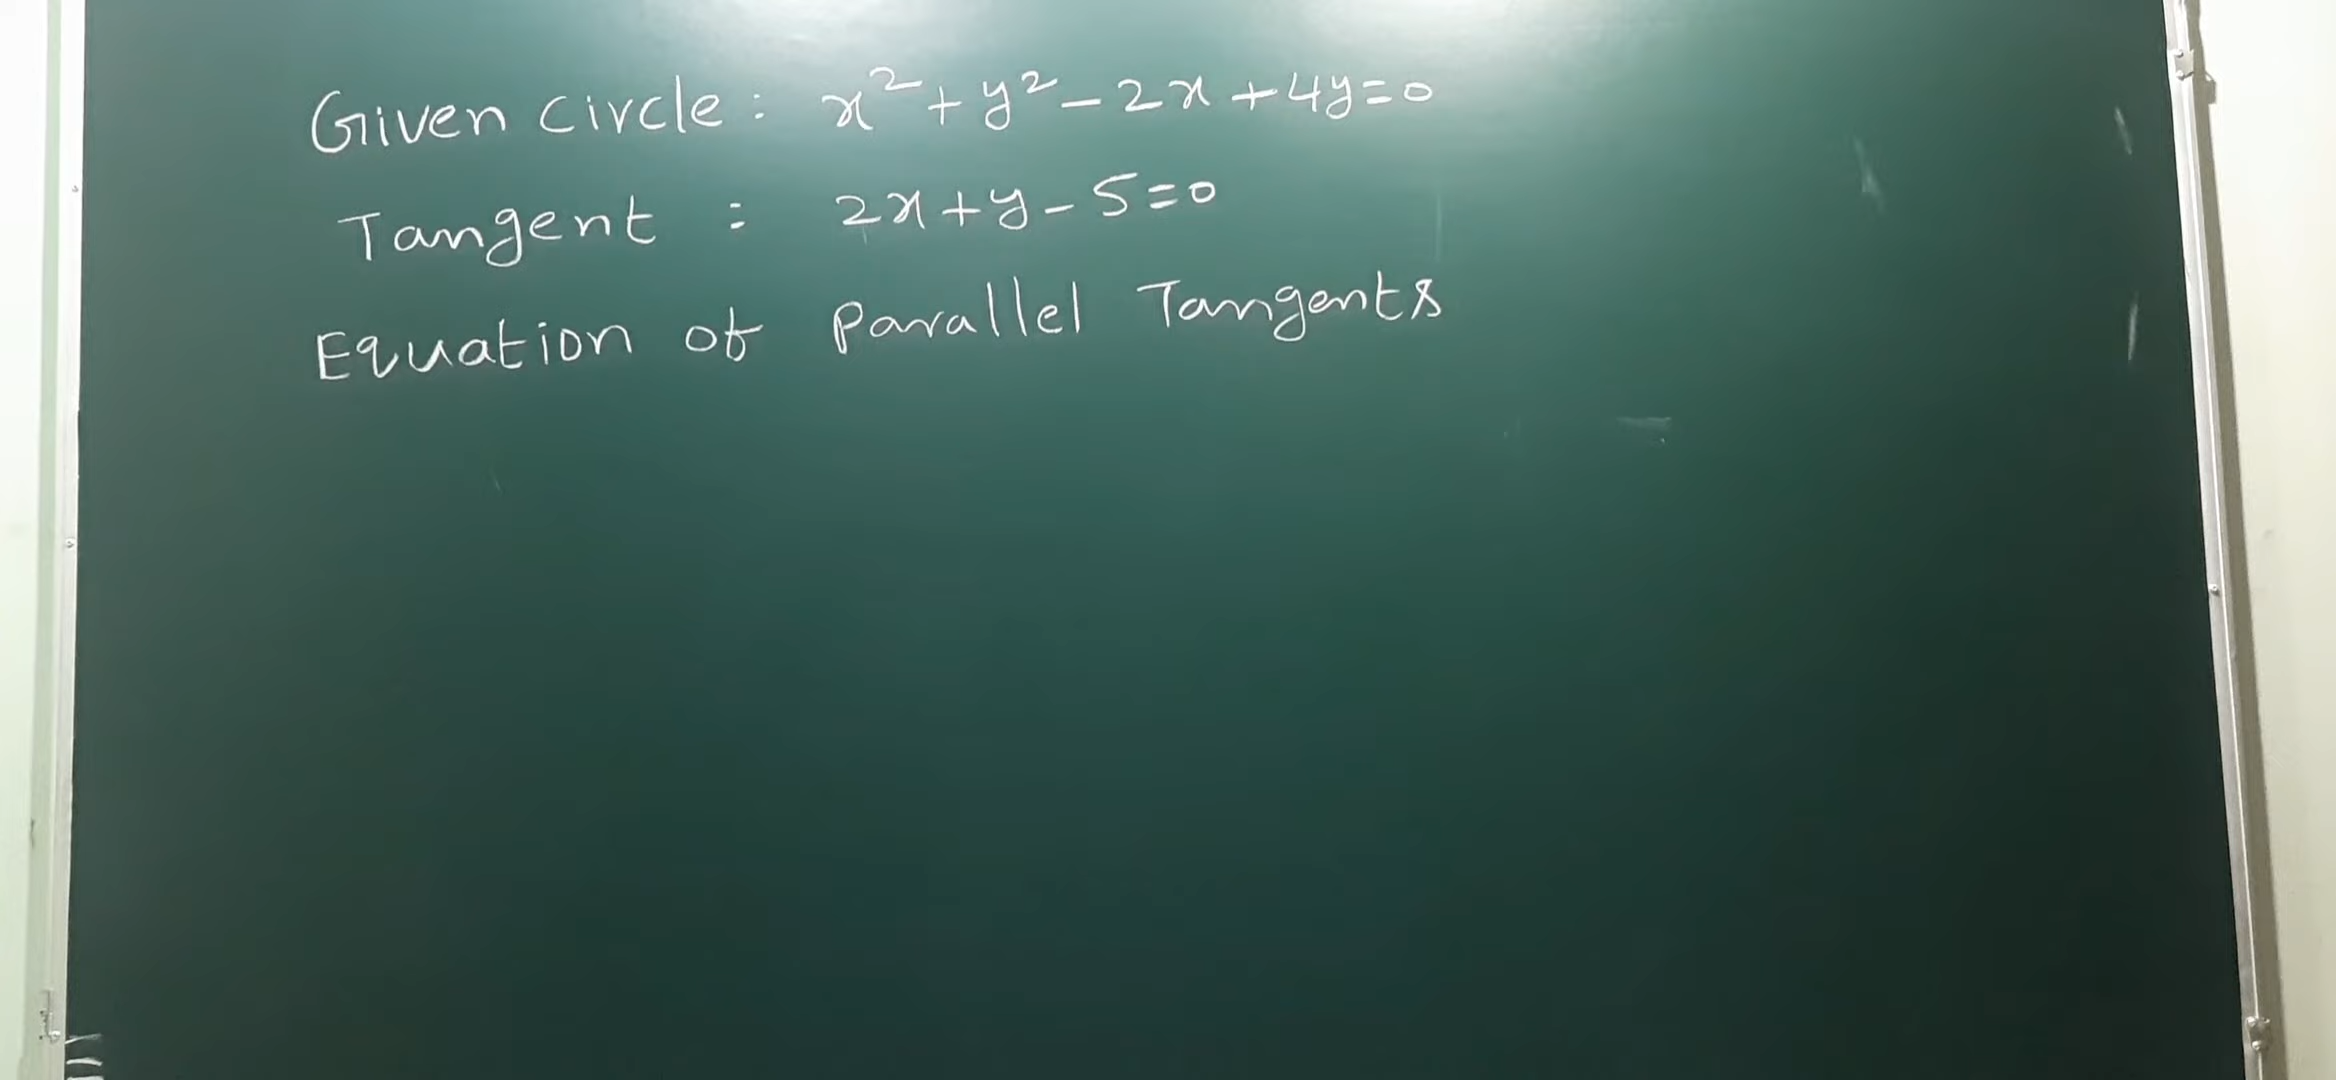 Given circle: x² + y² - 2x + 4y = 0
Tangent : 2x + y - 5 = 0
Equation of Parallel Tangents